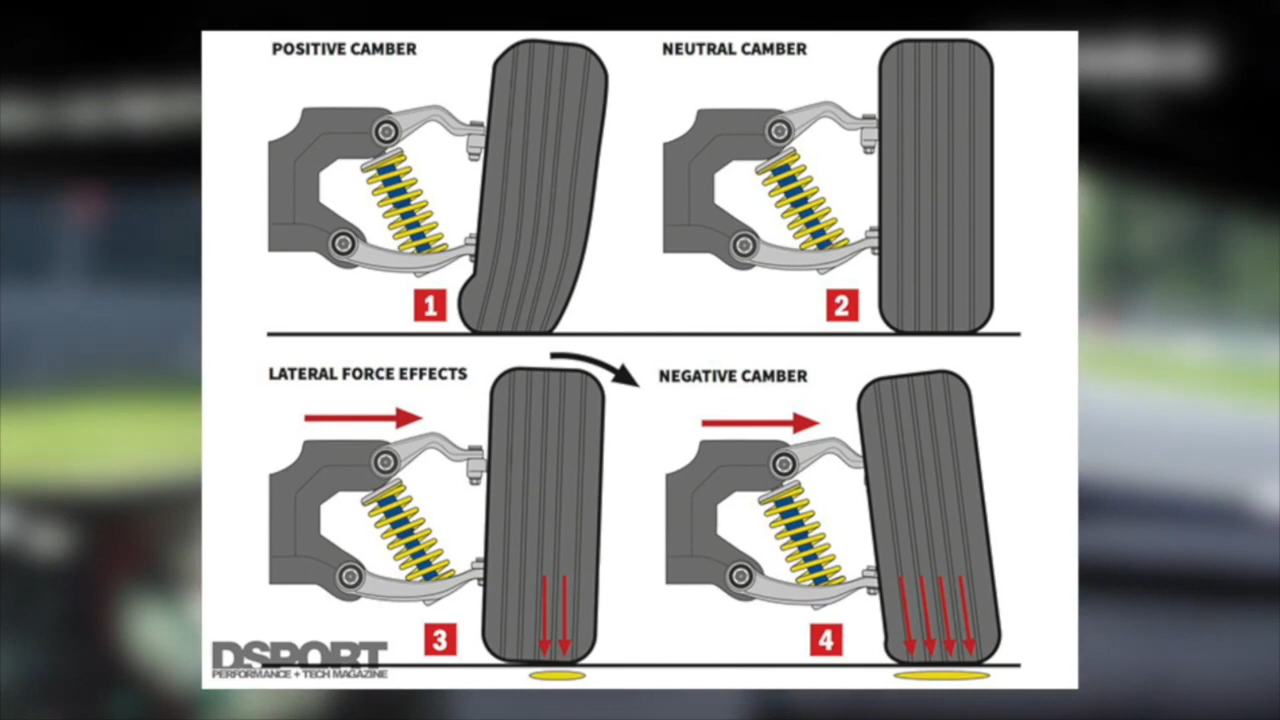 POSITIVE CAMBER
NEUTRAL CAMBER
1
2
LATERAL FORCE EFFECTS
NEGATIVE CAMBER
3
4
DSPORT
PERFORMANCE + TECH MAGAZINE